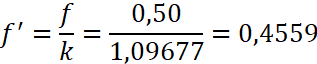 f' = f/k = 0,50/1,09677 = 0,4559